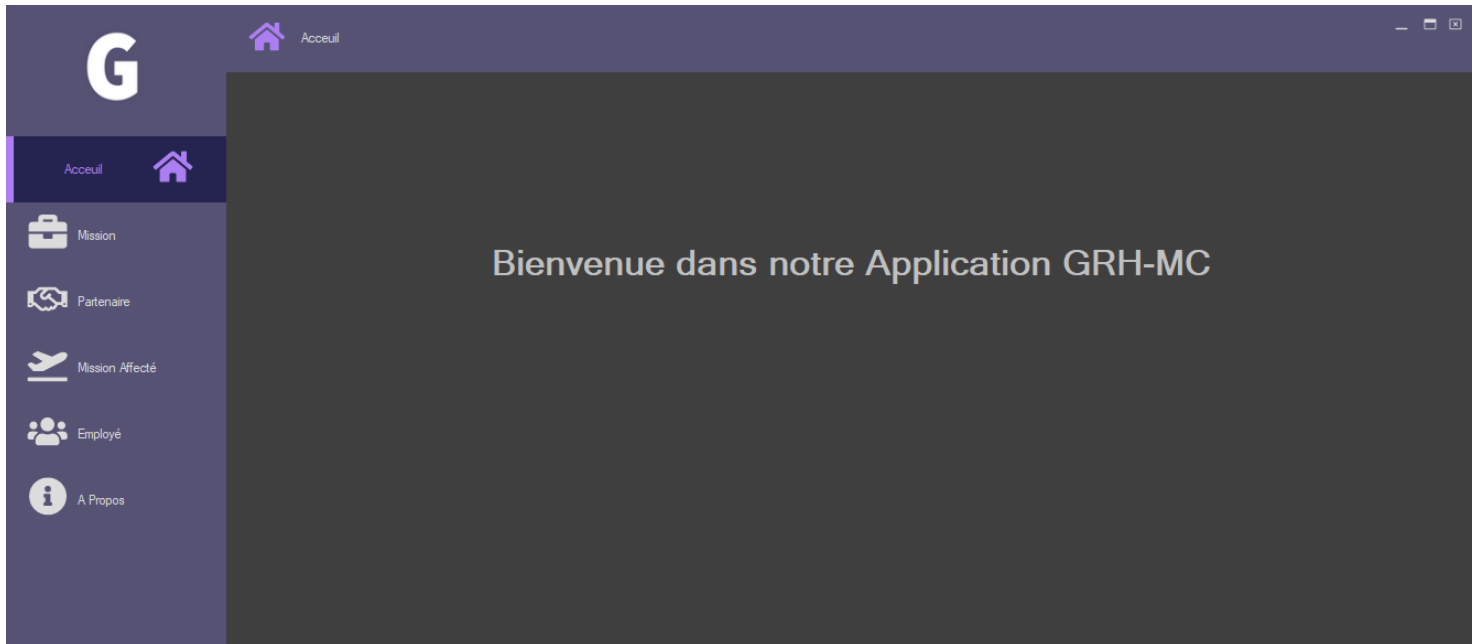 G
Acceuil
Acceuil
Mission
Partenaire
Mission Affecté
Employé
A Propos
Bienvenue dans notre Application GRH-MC